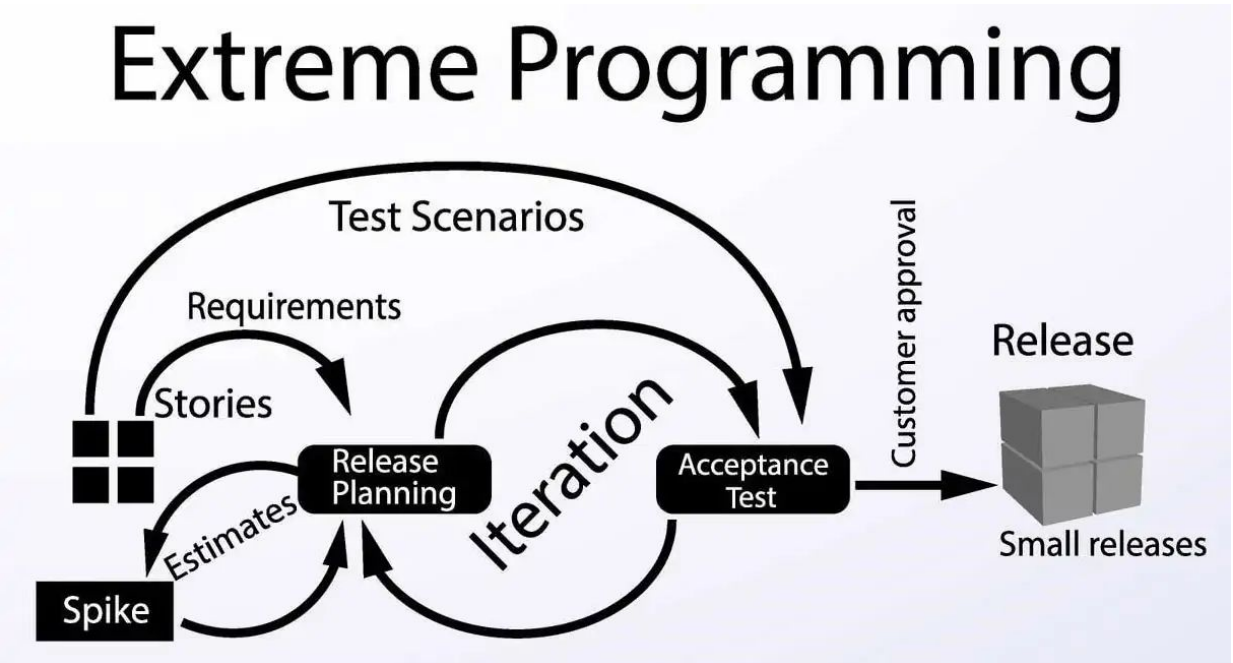 Extreme Programming
Test Scenarios
Requirements
Stories
Customer approval
Release
Release
Planning
Iteration
Acceptance
Test
Estimates
Small releases
Spike